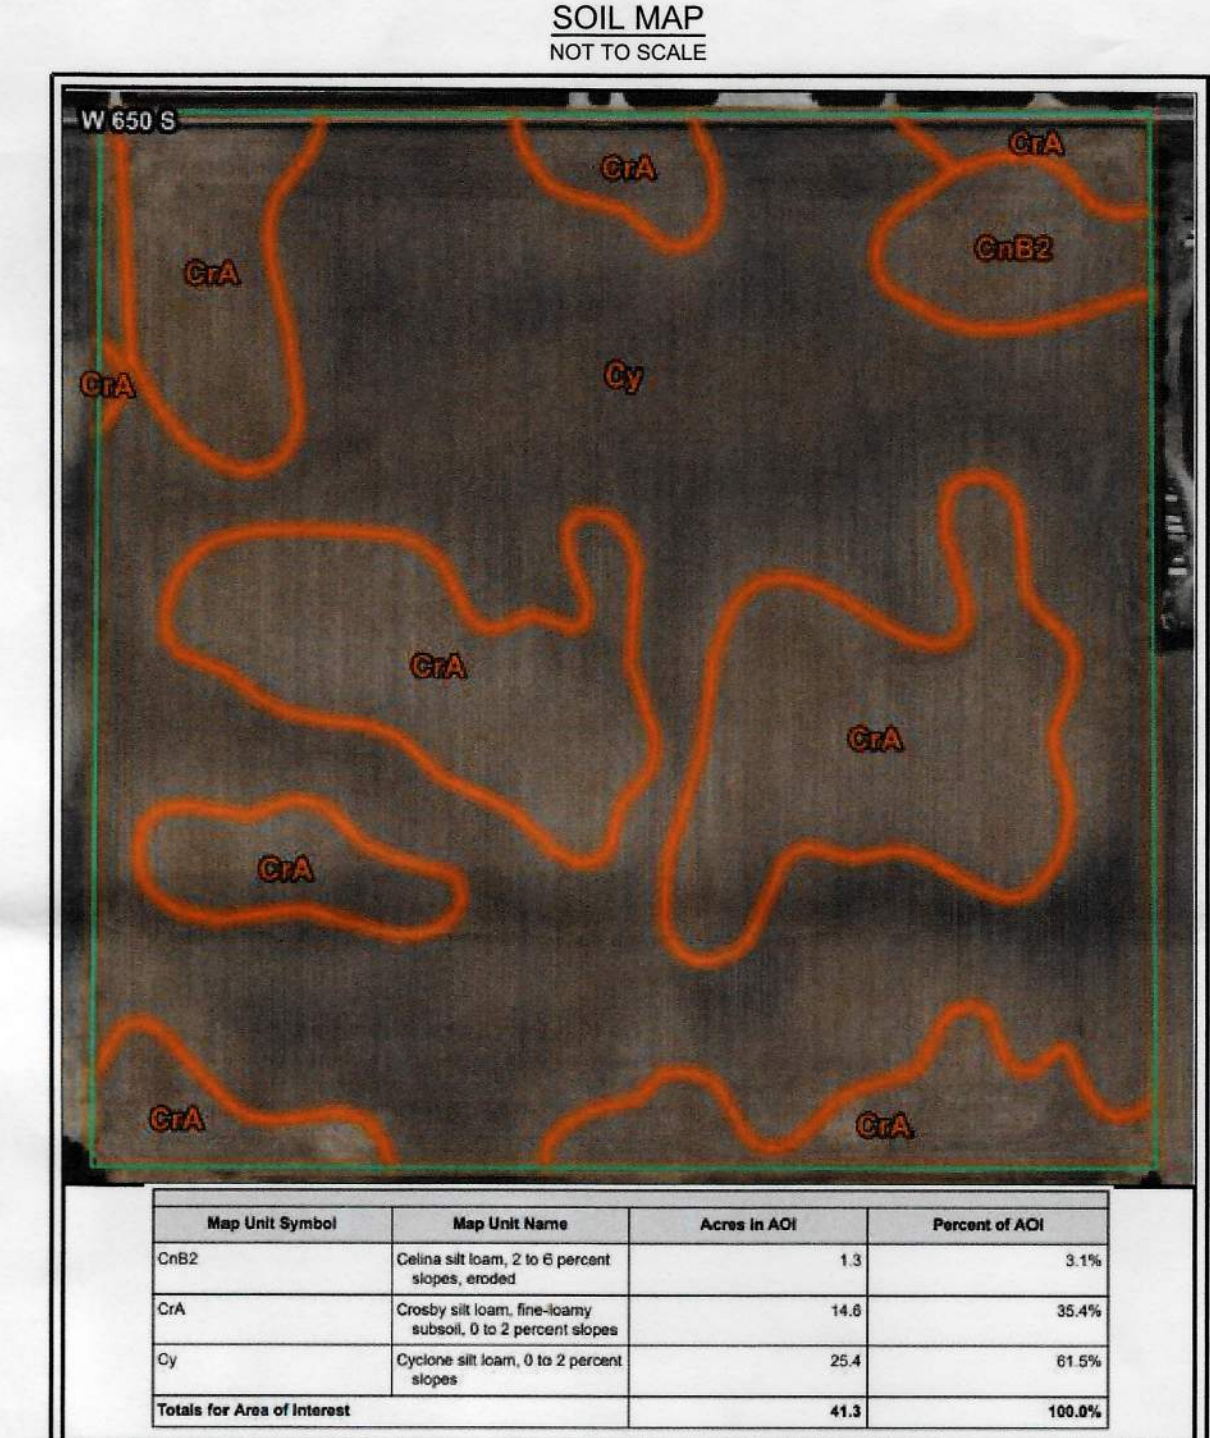 SOIL MAP
NOT TO SCALE
W 650 S
CrA
CrA
CnB2
CrA
Cy
CrA
CrA
CrA
CrA
CrA
CrA
Map Unit Symbol Map Unit Name Acres in AOI Percent of AOI
CnB2 Celina silt loam, 2 to 6 percent 1.3 3.1%
slopes, eroded
CrA Crosby silt loam, fine-loamy 14.6 35.4%
subsoil, 0 to 2 percent slopes
Cy Cyclone silt loam, 0 to 2 percent 25.4 61.5%
slopes
Totals for Area of Interest 41.3 100.0%